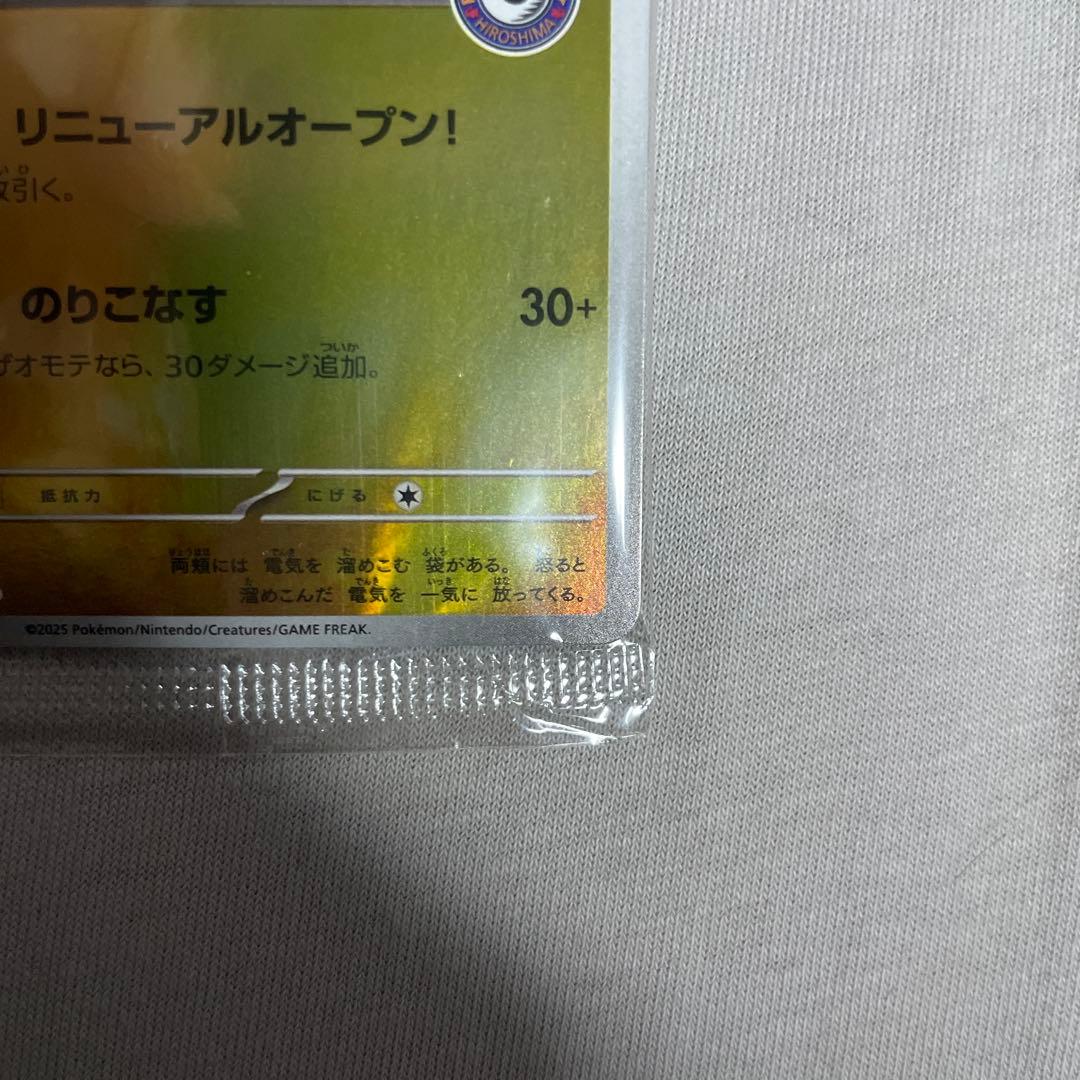 HIROSHIMA
リニューアルオープン!
引く。
のりこなす 30+
オモテなら、30ダメージ追加。
抵抗力 にげる
両頬には 電気を 溜めこむ 袋がある。 怒ると
溜めこんだ 電気を 一気に 放ってくる。
©2025 Pokémon/Nintendo/Creatures/GAME FREAK.